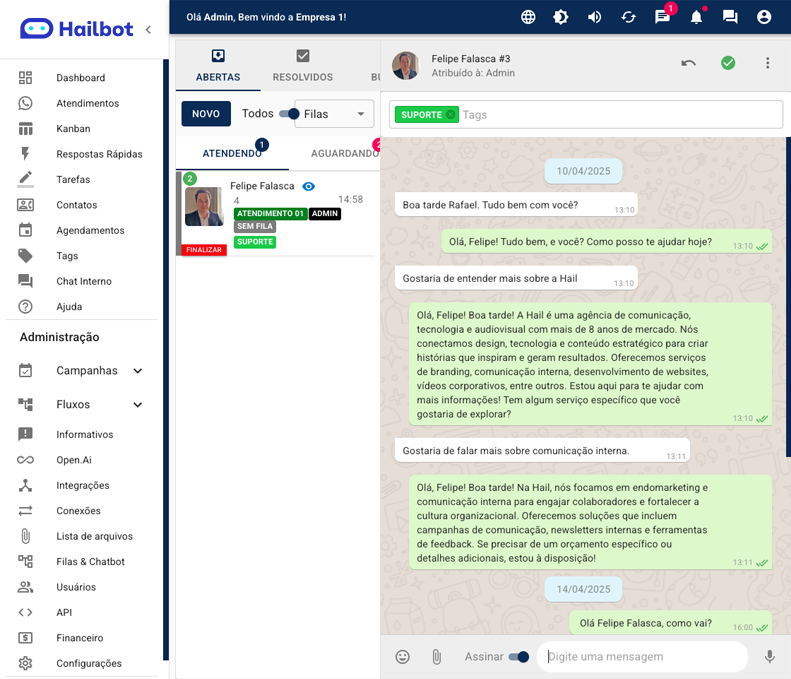 Hailbot
Dashboard
Atendimentos
Kanban
Respostas Rápidas
Tarefas
Contatos
Agendamentos
Tags
Chat Interno
Ajuda
Administração
Campanhas
Fluxos
Informativos
Open.Ai
Integrações
Conexões
Lista de arquivos
Filas & Chatbot
Usuários
API
Financeiro
Configurações
Olá Admin, Bem vindo a Empresa 1!
1
ABERTAS
RESOLVIDOS
BU
NOVO
Todos
Filas
ATENDENDO
1
AGUARDANDO
2
2
Felipe Falasca
4
14:58
ATENDIMENTO 01 ADMIN
SEM FILA
SUPORTE
FINALIZAR
Felipe Falasca #3
Atribuído à: Admin
SUPORTE Tags
10/04/2025
Boa tarde Rafael. Tudo bem com você?
13:10
Olá, Felipe! Tudo bem, e você? Como posso te ajudar hoje?
13:10
Gostaria de entender mais sobre a Hail
13:10
Olá, Felipe! Boa tarde! A Hail é uma agência de comunicação,
tecnologia e audiovisual com mais de 8 anos de mercado. Nós
conectamos design, tecnologia e conteúdo estratégico para criar
histórias que inspiram e geram resultados. Oferecemos serviços
de branding, comunicação interna, desenvolvimento de websites,
vídeos corporativos, entre outros. Estou aqui para te ajudar com
mais informações! Tem algum serviço específico que você
gostaria de explorar?
13:10
Gostaria de falar mais sobre comunicação interna.
13:11
Olá, Felipe! Boa tarde! Na Hail, nós focamos em endomarketing e
comunicação interna para engajar colaboradores e fortalecer a
cultura organizacional. Oferecemos soluções que incluem
campanhas de comunicação, newsletters internas e ferramentas
de feedback. Se precisar de um orçamento específico ou
detalhes adicionais, estou à disposição!
13:11
14/04/2025
Olá Felipe Falasca, como vai?
16:00
Assinar
Digite uma mensagem